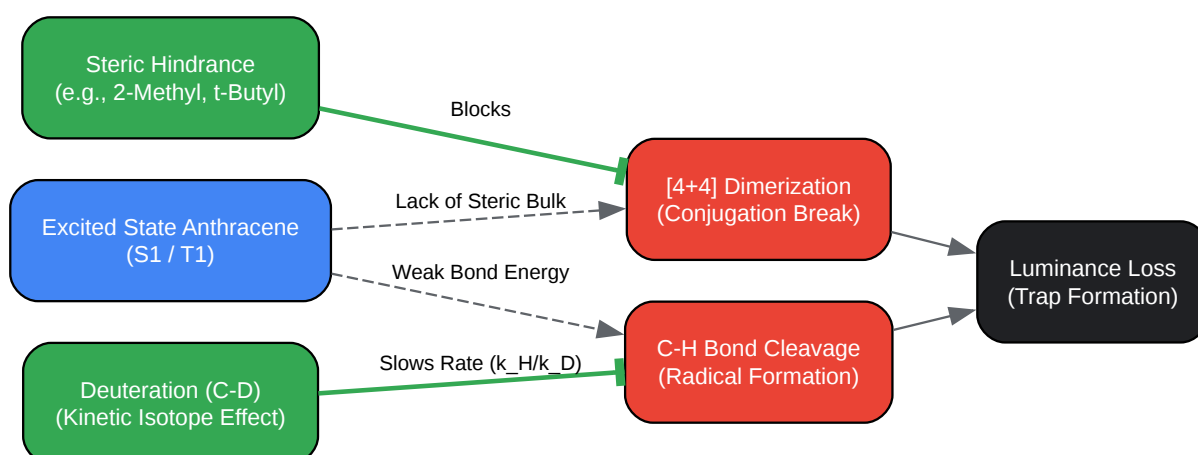 Steric Hindrance
(e.g., 2-Methyl, t-Butyl)
Blocks
[4+4] Dimerization
(Conjugation Break)
Lack of Steric Bulk
Excited State Anthracene
(S1 / T1)
Weak Bond Energy
Luminance Loss
(Trap Formation)
C-H Bond Cleavage
(Radical Formation)
Slows Rate (k_H/k_D)
Deuteration (C-D)
(Kinetic Isotope Effect)